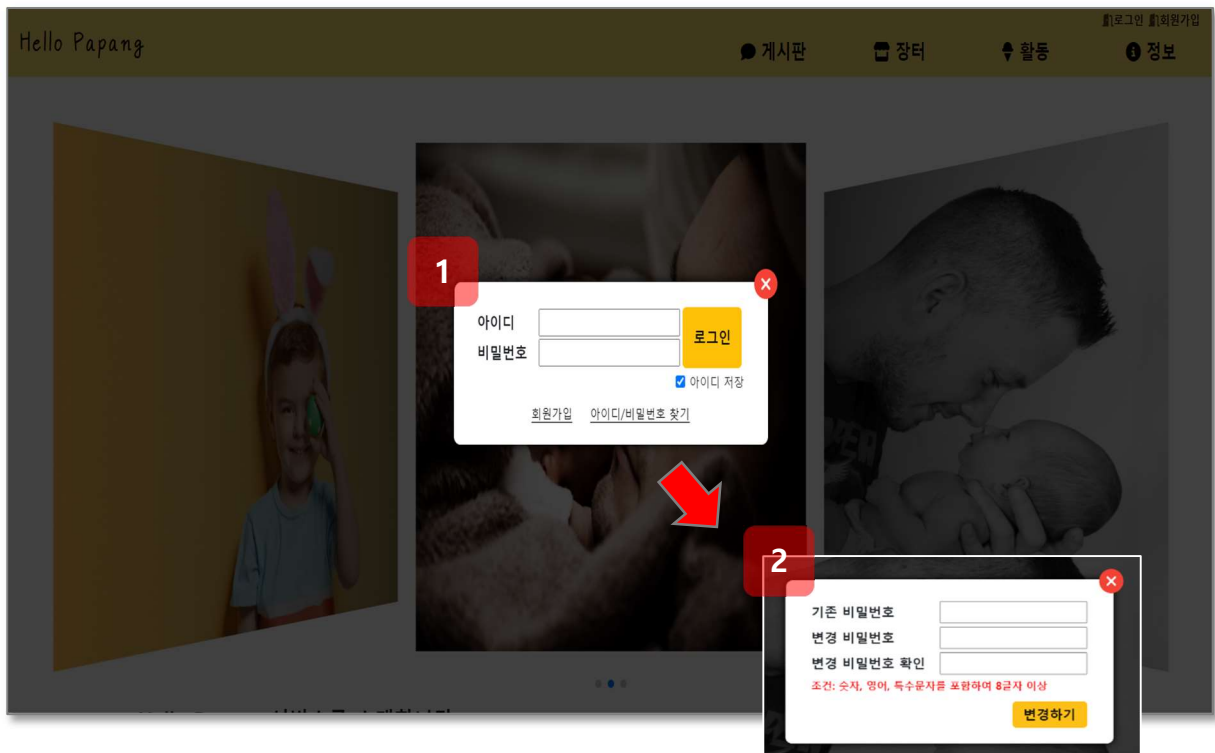 로그인 회원가입
Hello Papang
게시판 장터 활동 정보
1
아이디
로그인
비밀번호
아이디 저장
회원가입 아이디/비밀번호 찾기
2
기존 비밀번호
변경 비밀번호
변경 비밀번호 확인
조건: 숫자, 영어, 특수문자를 포함하여 8글자 이상
변경하기